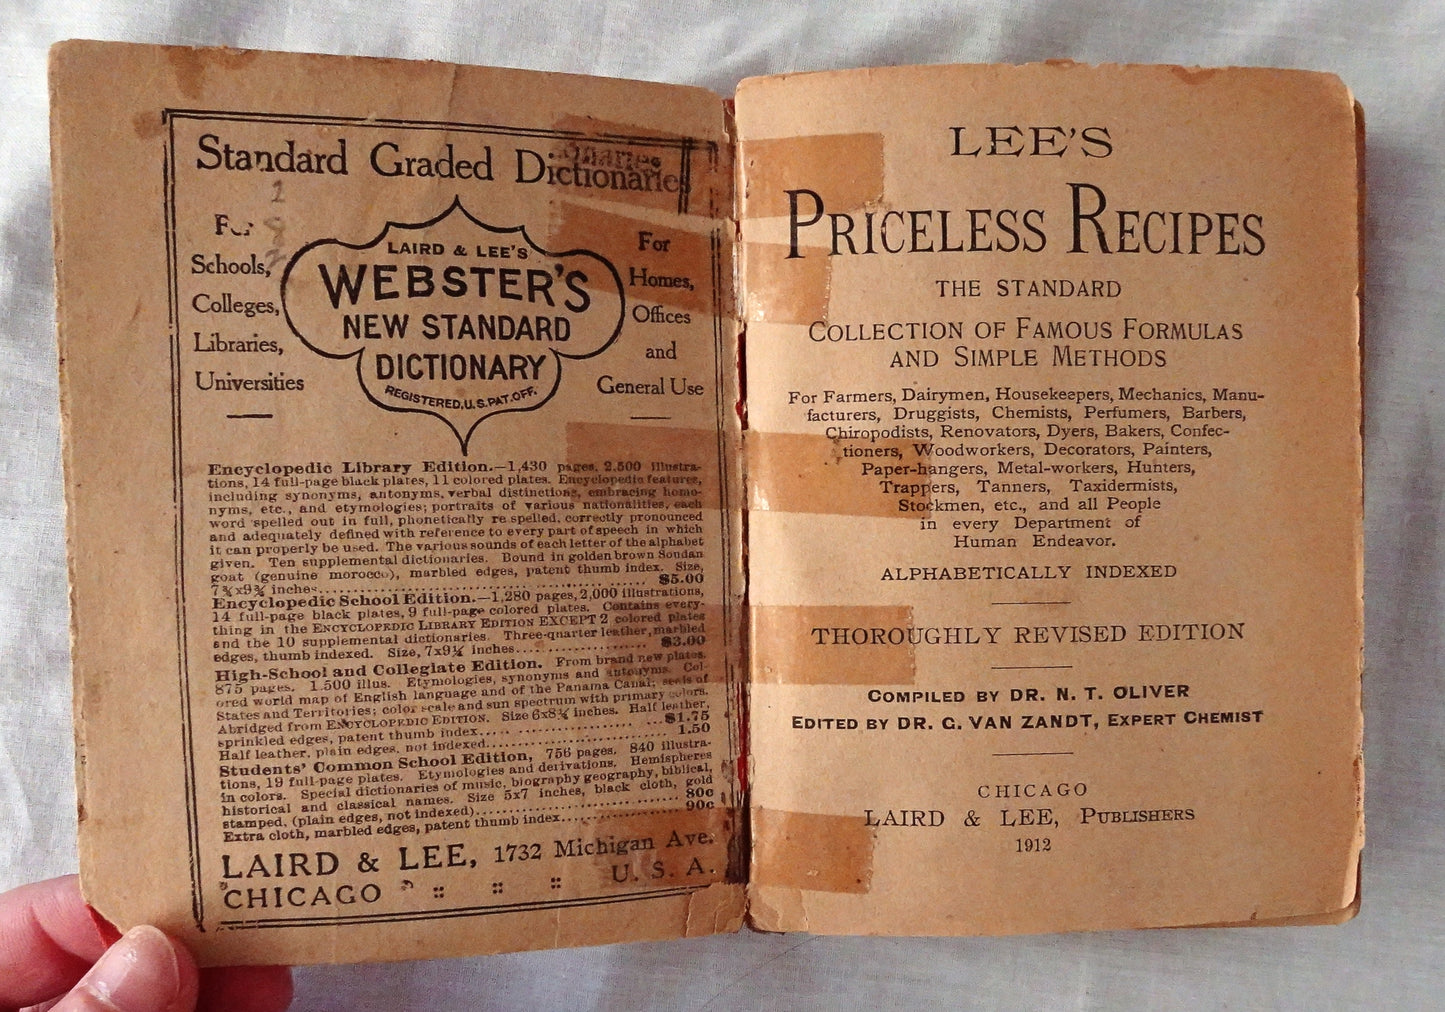 Standard Graded Dictionaries
For
Schools,
Colleges,
Libraries,
Universities
LAIRD & LEE'S
WEBSTER'S
NEW STANDARD
DICTIONARY
REGISTERED, U.S. PAT. OFF.
For
Homes,
Offices
and
General Use
Encyclopedic Library Edition.—1,430 pages, 2,500 illustra-
tions, 14 full-page black plates, 11 colored plates. Encyclopedic features,
including synonyms, antonyms, verbal distinctions, embracing homo-
nyms, etc., and etymologies; portraits of various nationalities, each
word spelled out in full, phonetically re spelled, correctly pronounced
and adequately defined with reference to every part of speech in which
it can properly be used. The various sounds of each letter of the alphabet
given. Ten supplemental dictionaries. Bound in golden brown Soudan
goat (genuine morocco), marbled edges, patent thumb index. Size,
7¾x9¾ inches. $5.00
Encyclopedic School Edition.—1,280 pages, 2,000 illustrations,
14 full-page black plates, 9 full-page colored plates. Contains every-
thing in the ENCYCLOPEDIC LIBRARY EDITION EXCEPT 2 colored plates
and the 10 supplemental dictionaries. Three-quarter leather, marbled
edges, thumb indexed. Size, 7x9¼ inches. $3.00
High-School and Collegiate Edition. From brand new plates.
875 pages. 1.500 illus. Etymologies, synonyms and antonyms. Col-
ored world map of English language and of the Panama Canal; seals of
States and Territories; color scale and sun spectrum with primary colors.
Abridged from ENCYCLOPEDIC EDITION. Size 6x8¾ inches. Half leather,
sprinkled edges, patent thumb index. $1.75
Half leather, plain edges, not indexed. 1.50
Students' Common School Edition, 756 pages, 840 illustra-
tions, 19 full-page plates. Etymologies and derivations. Hemispheres
in colors. Special dictionaries of music, biography geography, biblical,
historical and classical names. Size 5x7 inches, black cloth, gold
stamped, (plain edges, not indexed). 80c
Extra cloth, marbled edges, patent thumb index. 90c
LAIRD & LEE, 1732 Michigan Ave.
CHICAGO :: :: :: U. S. A.
LEE'S
PRICELESS RECIPES
THE STANDARD
COLLECTION OF FAMOUS FORMULAS
AND SIMPLE METHODS
For Farmers, Dairymen, Housekeepers, Mechanics, Manu-
facturers, Druggists, Chemists, Perfumers, Barbers,
Chiropodists, Renovators, Dyers, Bakers, Confec-
tioners, Woodworkers, Decorators, Painters,
Paper-hangers, Metal-workers, Hunters,
Trappers, Tanners, Taxidermists,
Stockmen, etc., and all People
in every Department of
Human Endeavor.
ALPHABETICALLY INDEXED
THOROUGHLY REVISED EDITION
COMPILED BY DR. N. T. OLIVER
EDITED BY DR. G. VAN ZANDT, EXPERT CHEMIST
CHICAGO
LAIRD & LEE, PUBLISHERS
1912